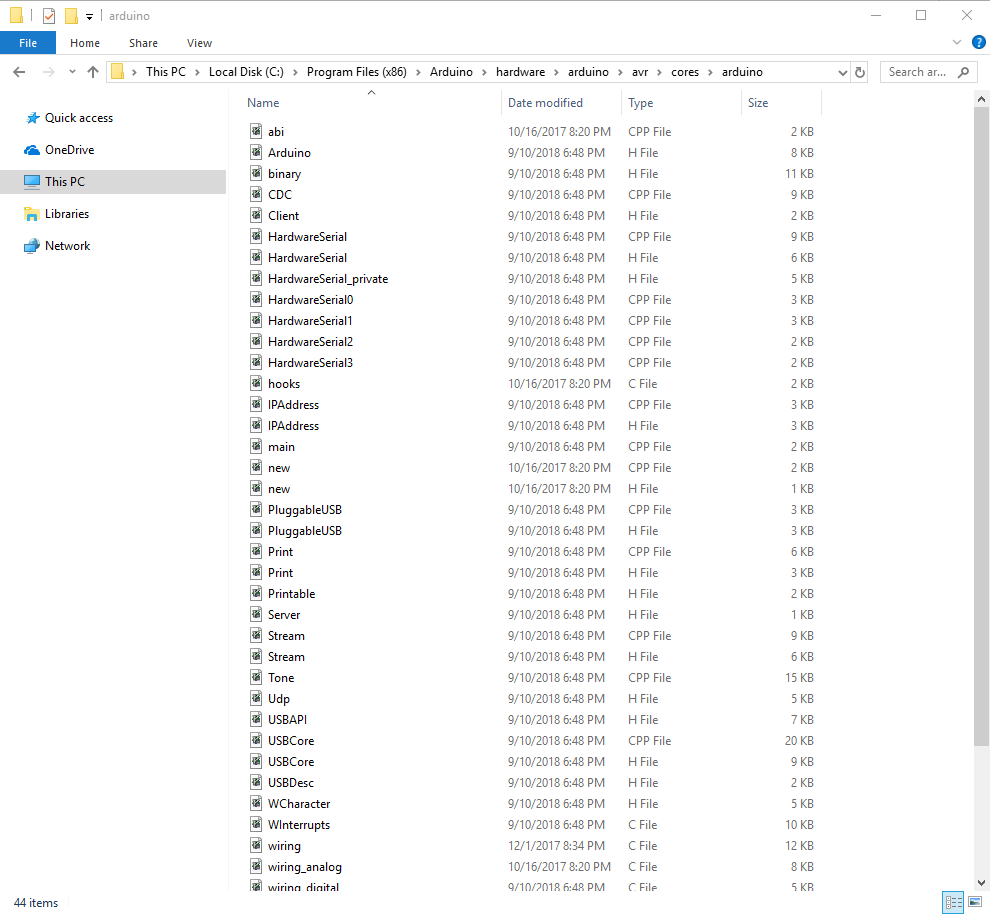 arduino
File Home Share View
This PC Local Disk (C:) Program Files (x86) Arduino hardware arduino avr cores arduino Search ar...
Quick access
OneDrive
This PC
Libraries
Network
Name Date modified Type Size
abi 10/16/2017 8:20 PM CPP File 2 KB
Arduino 9/10/2018 6:48 PM H File 8 KB
binary 9/10/2018 6:48 PM H File 11 KB
CDC 9/10/2018 6:48 PM CPP File 9 KB
Client 9/10/2018 6:48 PM H File 2 KB
HardwareSerial 9/10/2018 6:48 PM CPP File 9 KB
HardwareSerial 9/10/2018 6:48 PM H File 6 KB
HardwareSerial_private 9/10/2018 6:48 PM H File 5 KB
HardwareSerial0 9/10/2018 6:48 PM CPP File 3 KB
HardwareSerial1 9/10/2018 6:48 PM CPP File 3 KB
HardwareSerial2 9/10/2018 6:48 PM CPP File 2 KB
HardwareSerial3 9/10/2018 6:48 PM CPP File 2 KB
hooks 10/16/2017 8:20 PM C File 2 KB
IPAddress 9/10/2018 6:48 PM CPP File 3 KB
IPAddress 9/10/2018 6:48 PM H File 3 KB
main 9/10/2018 6:48 PM CPP File 2 KB
new 10/16/2017 8:20 PM CPP File 2 KB
new 10/16/2017 8:20 PM H File 1 KB
PluggableUSB 9/10/2018 6:48 PM CPP File 3 KB
PluggableUSB 9/10/2018 6:48 PM H File 3 KB
Print 9/10/2018 6:48 PM CPP File 6 KB
Print 9/10/2018 6:48 PM H File 3 KB
Printable 9/10/2018 6:48 PM H File 2 KB
Server 9/10/2018 6:48 PM H File 1 KB
Stream 9/10/2018 6:48 PM CPP File 9 KB
Stream 9/10/2018 6:48 PM H File 6 KB
Tone 9/10/2018 6:48 PM CPP File 15 KB
Udp 9/10/2018 6:48 PM H File 5 KB
USBAPI 9/10/2018 6:48 PM H File 7 KB
USBCore 9/10/2018 6:48 PM CPP File 20 KB
USBCore 9/10/2018 6:48 PM H File 9 KB
USBDesc 9/10/2018 6:48 PM H File 2 KB
WCharacter 9/10/2018 6:48 PM H File 5 KB
WInterrupts 9/10/2018 6:48 PM C File 10 KB
wiring 12/1/2017 8:34 PM C File 12 KB
wiring_analog 10/16/2017 8:20 PM C File 8 KB
wiring_digital 9/10/2018 6:48 PM C File 5 KB
44 items